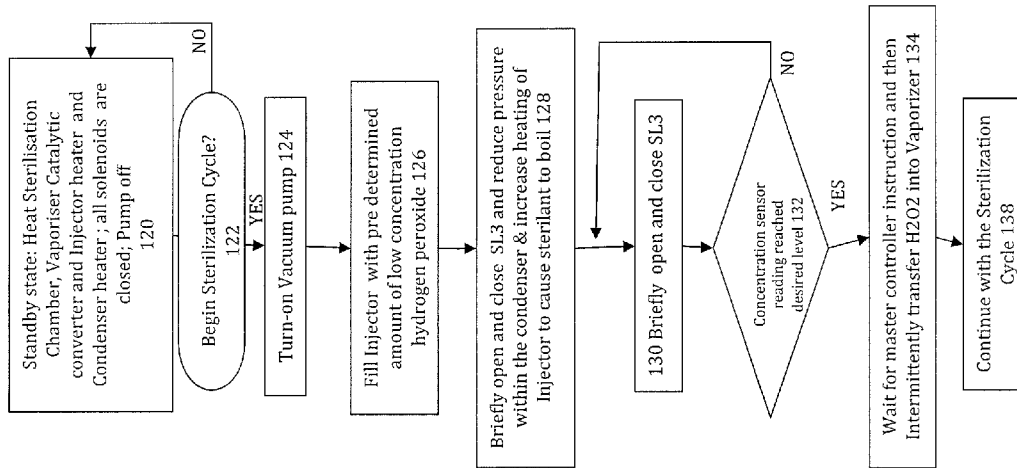 Standby state: Heat Sterilisation
Chamber, Vaporiser Catalytic
converter and Injector heater and
Condenser heater ; all solenoids are
closed; Pump off
120
NO
Begin Sterilization Cycle?
122
YES
Turn-on Vacuum pump 124
Fill Injector with pre determined
amount of low concentration
hydrogen peroxide 126
Briefly open and close SL3 and reduce pressure
within the condenser & increase heating of
Injector to cause sterilant to boil 128
130 Briefly open and close SL3
NO
Concentration sensor
reading reached
desired level 132
YES
Wait for master controller instruction and then
Intermittently transfer H2O2 into Vaporizer 134
Continue with the Sterilization
Cycle 138